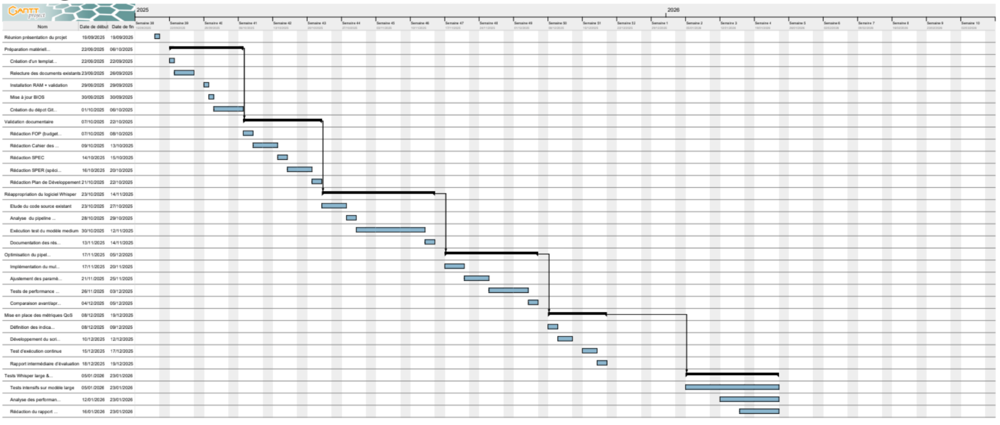 GANTT project
2025
2026
Semaine 38 Semaine 39 Semaine 40 Semaine 41 Semaine 42 Semaine 43 Semaine 44 Semaine 45 Semaine 46 Semaine 47 Semaine 48 Semaine 49 Semaine 50 Semaine 51 Semaine 52 Semaine 1 Semaine 2 Semaine 3 Semaine 4 Semaine 5 Semaine 6 Semaine 7 Semaine 8 Semaine 9 Semaine 10
Nom Date de début Date de fin
Réunion présentation du projet 19/09/2025 19/09/2025
Préparation matériell... 22/09/2025 06/10/2025
Création d'un templat... 22/09/2025 22/09/2025
Relecture des documents existants 23/09/2025 26/09/2025
Installation RAM + validation 29/09/2025 29/09/2025
Mise à jour BIOS 30/09/2025 30/09/2025
Création du dépot Git... 01/10/2025 06/10/2025
Validation documentaire 07/10/2025 22/10/2025
Rédaction FOP (budget... 07/10/2025 08/10/2025
Rédaction Cahier des ... 09/10/2025 13/10/2025
Rédaction SPEC 14/10/2025 15/10/2025
Rédaction SPER (spéci... 16/10/2025 20/10/2025
Rédaction Plan de Développement 21/10/2025 22/10/2025
Réappropriation du logiciel Whisper 23/10/2025 14/11/2025
Etude du code source existant 23/10/2025 27/10/2025
Analyse du pipeline ... 28/10/2025 29/10/2025
Exécution test du modèle medium 30/10/2025 12/11/2025
Documentation des rés... 13/11/2025 14/11/2025
Optimisation du pipel... 17/11/2025 05/12/2025
Implémentation du mul... 17/11/2025 20/11/2025
Ajustement des paramè... 21/11/2025 25/11/2025
Tests de performance ... 26/11/2025 03/12/2025
Comparaison avant/apr... 04/12/2025 05/12/2025
Mise en place des métriques QoS 08/12/2025 19/12/2025
Définition des indica... 08/12/2025 09/12/2025
Développement du scri... 10/12/2025 12/12/2025
Test d'exécution continue 15/12/2025 17/12/2025
Rapport intermédiaire d'évaluation 18/12/2025 19/12/2025
Tests Whisper large &... 05/01/2026 23/01/2026
Tests intensifs sur modèle large 05/01/2026 23/01/2026
Analyse des performan... 12/01/2026 23/01/2026
Rédaction du rapport ... 16/01/2026 23/01/2026